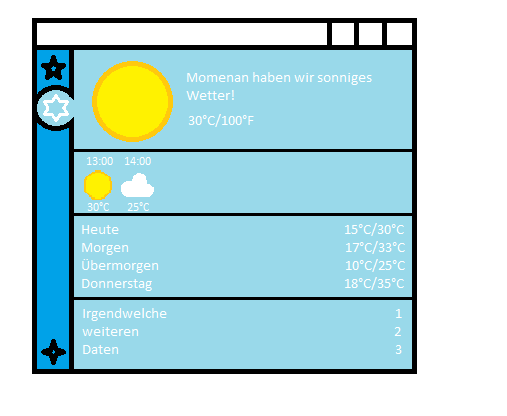 Momenan haben wir sonniges
Wetter!
30°C/100°F
13:00 14:00
30°C 25°C
Heute 15°C/30°C
Morgen 17°C/33°C
Übermorgen 10°C/25°C
Donnerstag 18°C/35°C
Irgendwelche 1
weiteren 2
Daten 3